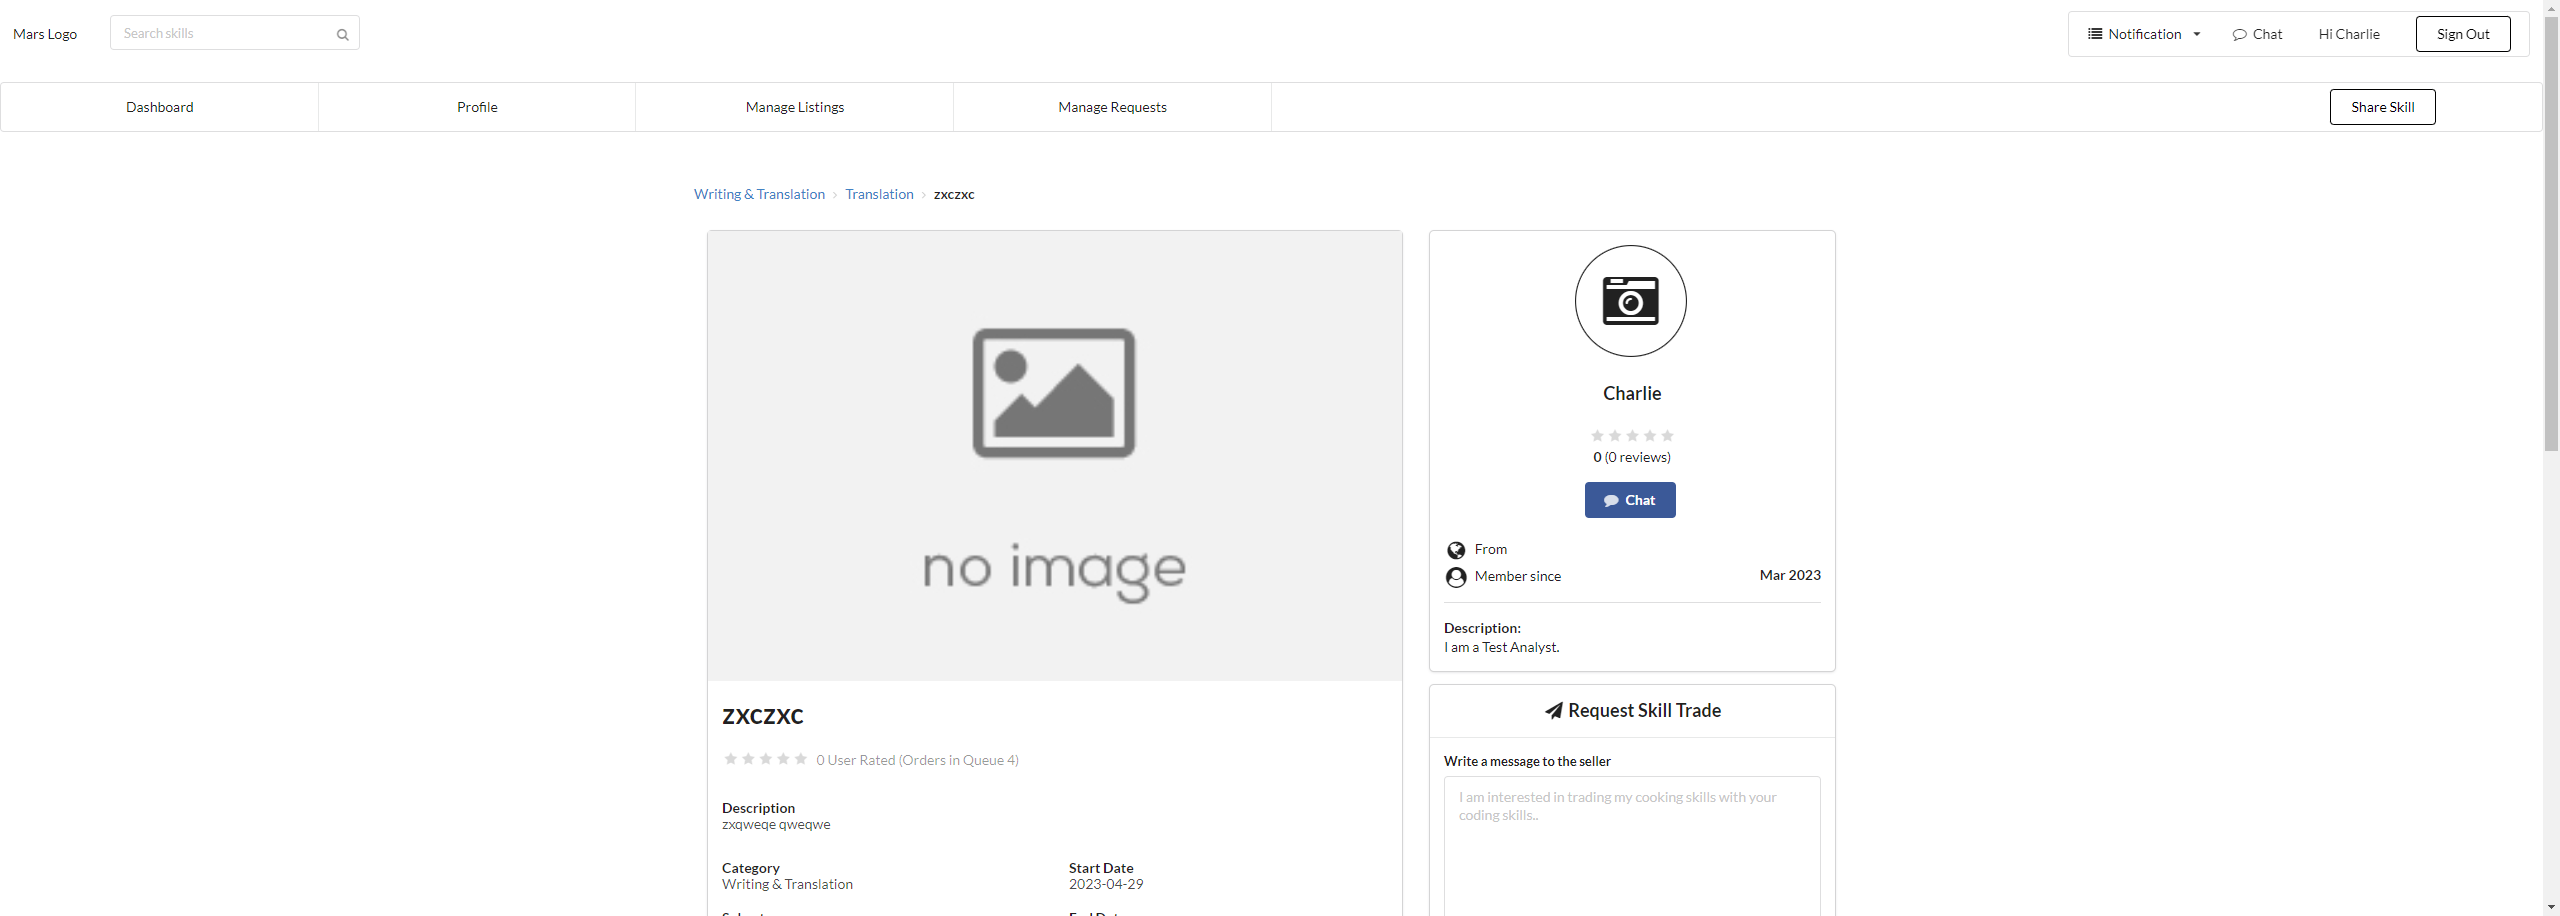 Mars Logo
Search skills
Notification
Chat
Hi Charlie
Sign Out
Dashboard
Profile
Manage Listings
Manage Requests
Share Skill
Writing & Translation › Translation › zxczxc
no image
zxczxc
0 User Rated (Orders in Queue 4)
Description
zxqweqe qweqwe
Category
Writing & Translation
Start Date
2023-04-29
Charlie
0 (0 reviews)
Chat
From
Member since
Mar 2023
Description:
I am a Test Analyst.
Request Skill Trade
Write a message to the seller
I am interested in trading my cooking skills with your
coding skills..